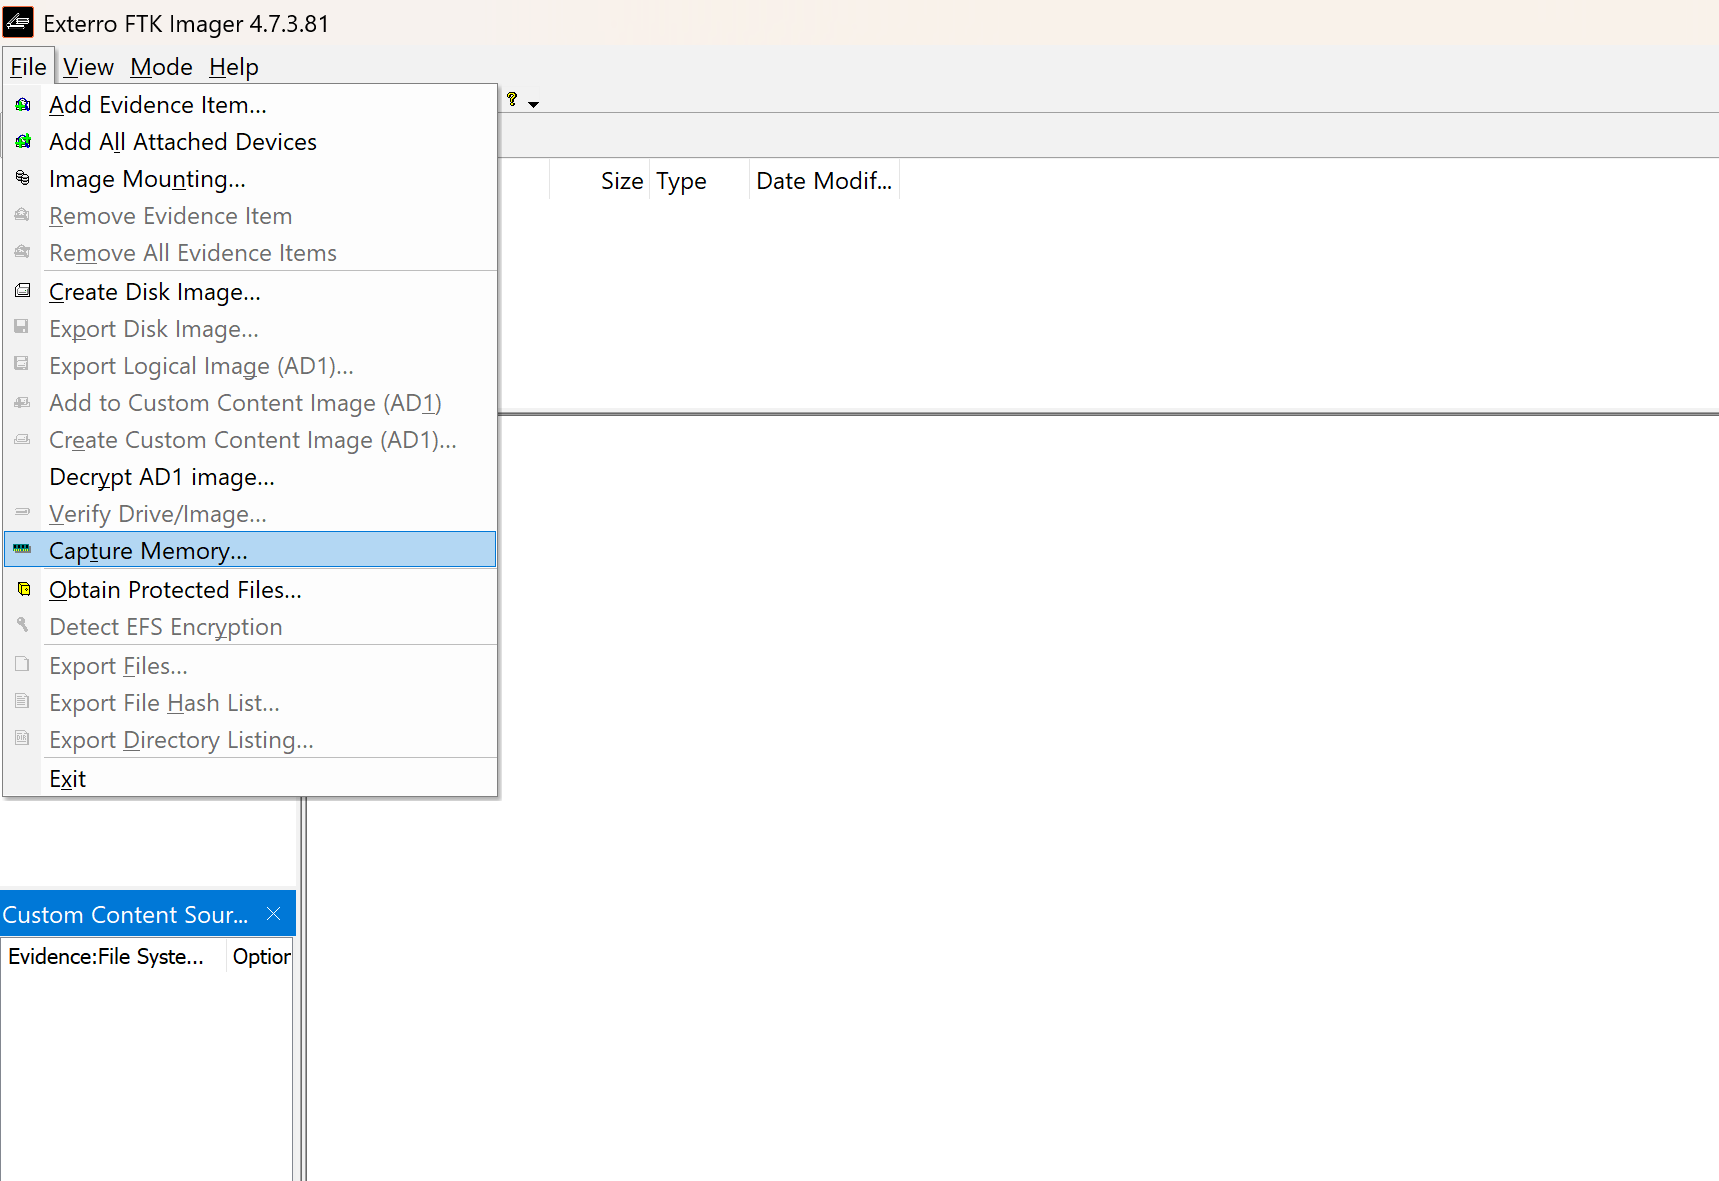 Exterro FTK Imager 4.7.3.81
File View Mode Help
Add Evidence Item...
Add All Attached Devices
Image Mounting...
Remove Evidence Item
Remove All Evidence Items
Create Disk Image...
Export Disk Image...
Export Logical Image (AD1)...
Add to Custom Content Image (AD1)
Create Custom Content Image (AD1)...
Decrypt AD1 image...
Verify Drive/Image...
Capture Memory...
Obtain Protected Files...
Detect EFS Encryption
Export Files...
Export File Hash List...
Export Directory Listing...
Exit
?
Size Type Date Modif...
Custom Content Sour...
Evidence:File Syste... Option